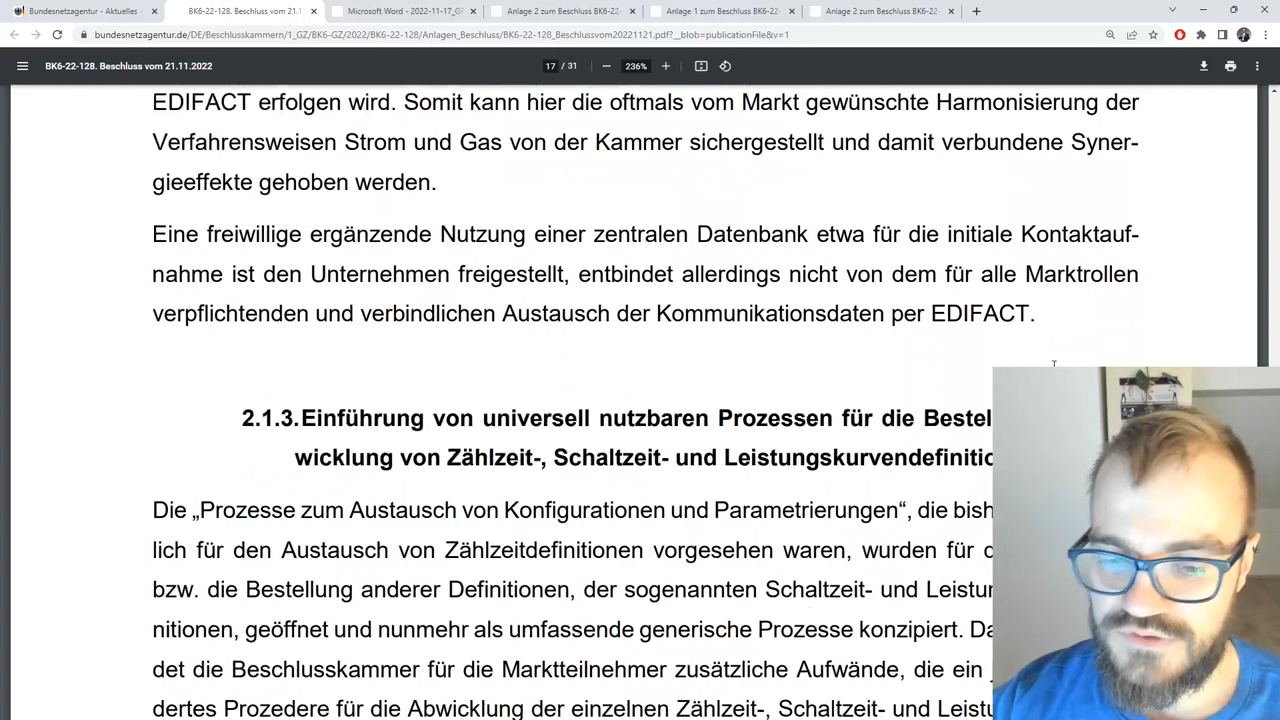 Bundesnetzagentur - Aktuelles -
BK6-22-128. Beschluss vom 21.1
Microsoft Word - 2022-11-17_GP
Anlage 2 zum Beschluss BK6-22-
Anlage 1 zum Beschluss BK6-22-
Anlage 2 zum Beschluss BK6-22-
bundesnetzagentur.de/DE/Beschlusskammern/1_GZ/BK6-GZ/2022/BK6-22-128/Anlagen_Beschluss/BK6-22-128_Beschlussvom20221121.pdf?__blob=publicationFile&v=1
BK6-22-128. Beschluss vom 21.11.2022
17 / 31
236%
EDIFACT erfolgen wird. Somit kann hier die oftmals vom Markt gewünschte Harmonisierung der
Verfahrensweisen Strom und Gas von der Kammer sichergestellt und damit verbundene Syner-
gieeffekte gehoben werden.
Eine freiwillige ergänzende Nutzung einer zentralen Datenbank etwa für die initiale Kontaktauf-
nahme ist den Unternehmen freigestellt, entbindet allerdings nicht von dem für alle Marktrollen
verpflichtenden und verbindlichen Austausch der Kommunikationsdaten per EDIFACT.
2.1.3. Einführung von universell nutzbaren Prozessen für die Bestel
wicklung von Zählzeit-, Schaltzeit- und Leistungskurvendefinitio
Die „Prozesse zum Austausch von Konfigurationen und Parametrierungen“, die bish
lich für den Austausch von Zählzeitdefinitionen vorgesehen waren, wurden für d
bzw. die Bestellung anderer Definitionen, der sogenannten Schaltzeit- und Leistun
nitionen, geöffnet und nunmehr als umfassende generische Prozesse konzipiert. Da
det die Beschlusskammer für die Marktteilnehmer zusätzliche Aufwände, die ein
dertes Prozedere für die Abwicklung der einzelnen Zählzeit-, Schaltzeit- und Leistu